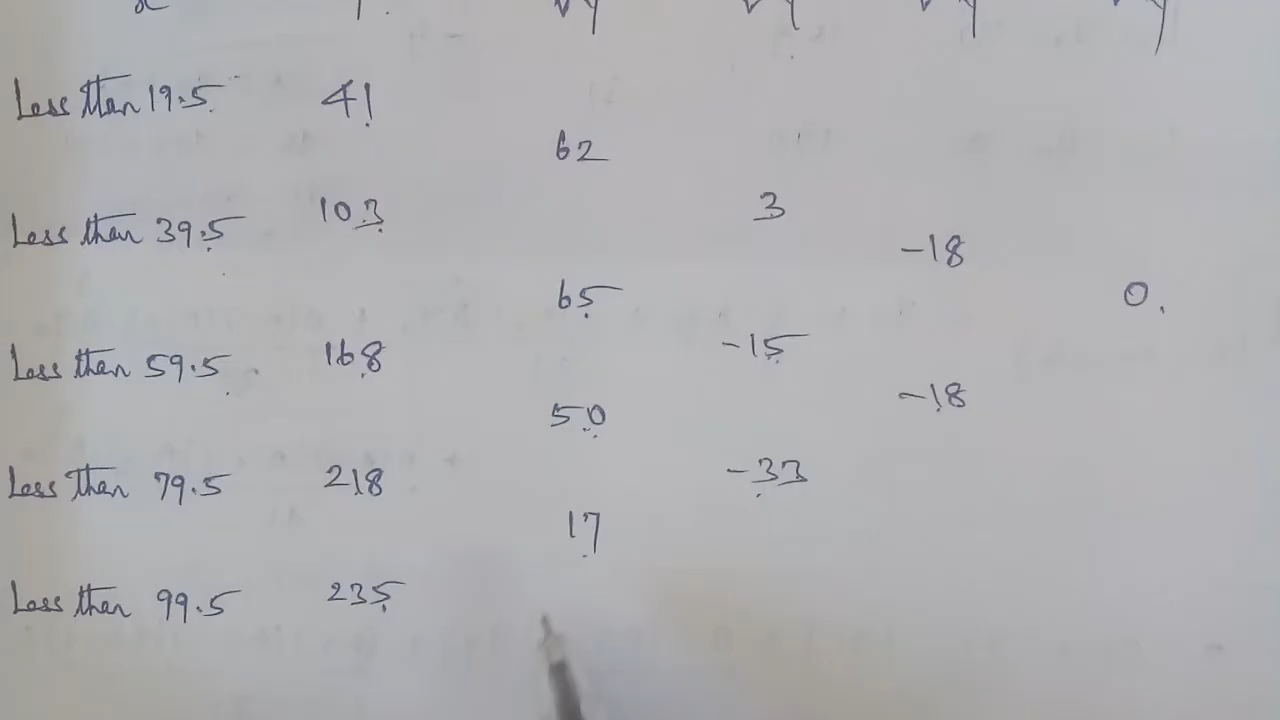 Less than 19.5 41
62
Less than 39.5 103 3
-18
65 0.
Less than 59.5 168 -15
50 -18
Less than 79.5 218 -33
17
Less than 99.5 235